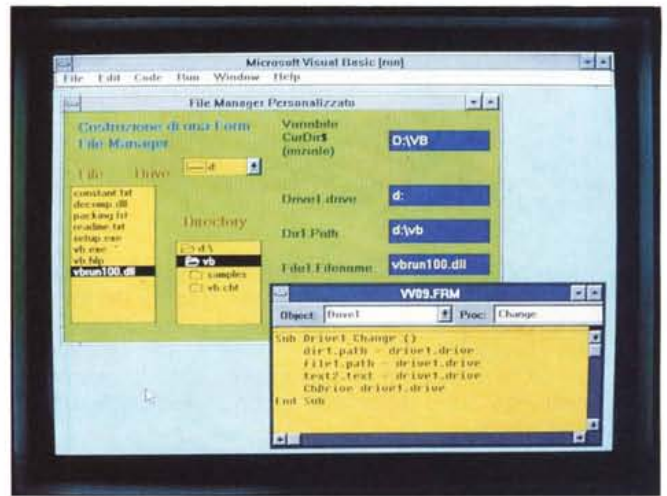 Microsoft Visual Basic [run]
File Edit Code Run Window Help
File Manager Personalizzato
Costruzione di una Form
File Manager
File Drive
d:
constant.txt
decomp.dll
packing.lst
readme.txt
setup.exe
vb.exe
vb.hlp
vbrun100.dll
Directory
d:\
vb
samples
vb.cbt
Variabile
CurDir$
(iniziale)
D:\VB
Drive1.drive
d:
Dir1.Path
d:\vb
File1.Filename
vbrun100.dll
VV09.FRM
Object: Drive1 Proc: Change
Sub Drive1_Change ()
dir1.path = drive1.drive
file1.path = drive1.drive
text2.text = drive1.drive
ChDrive drive1.drive
End Sub